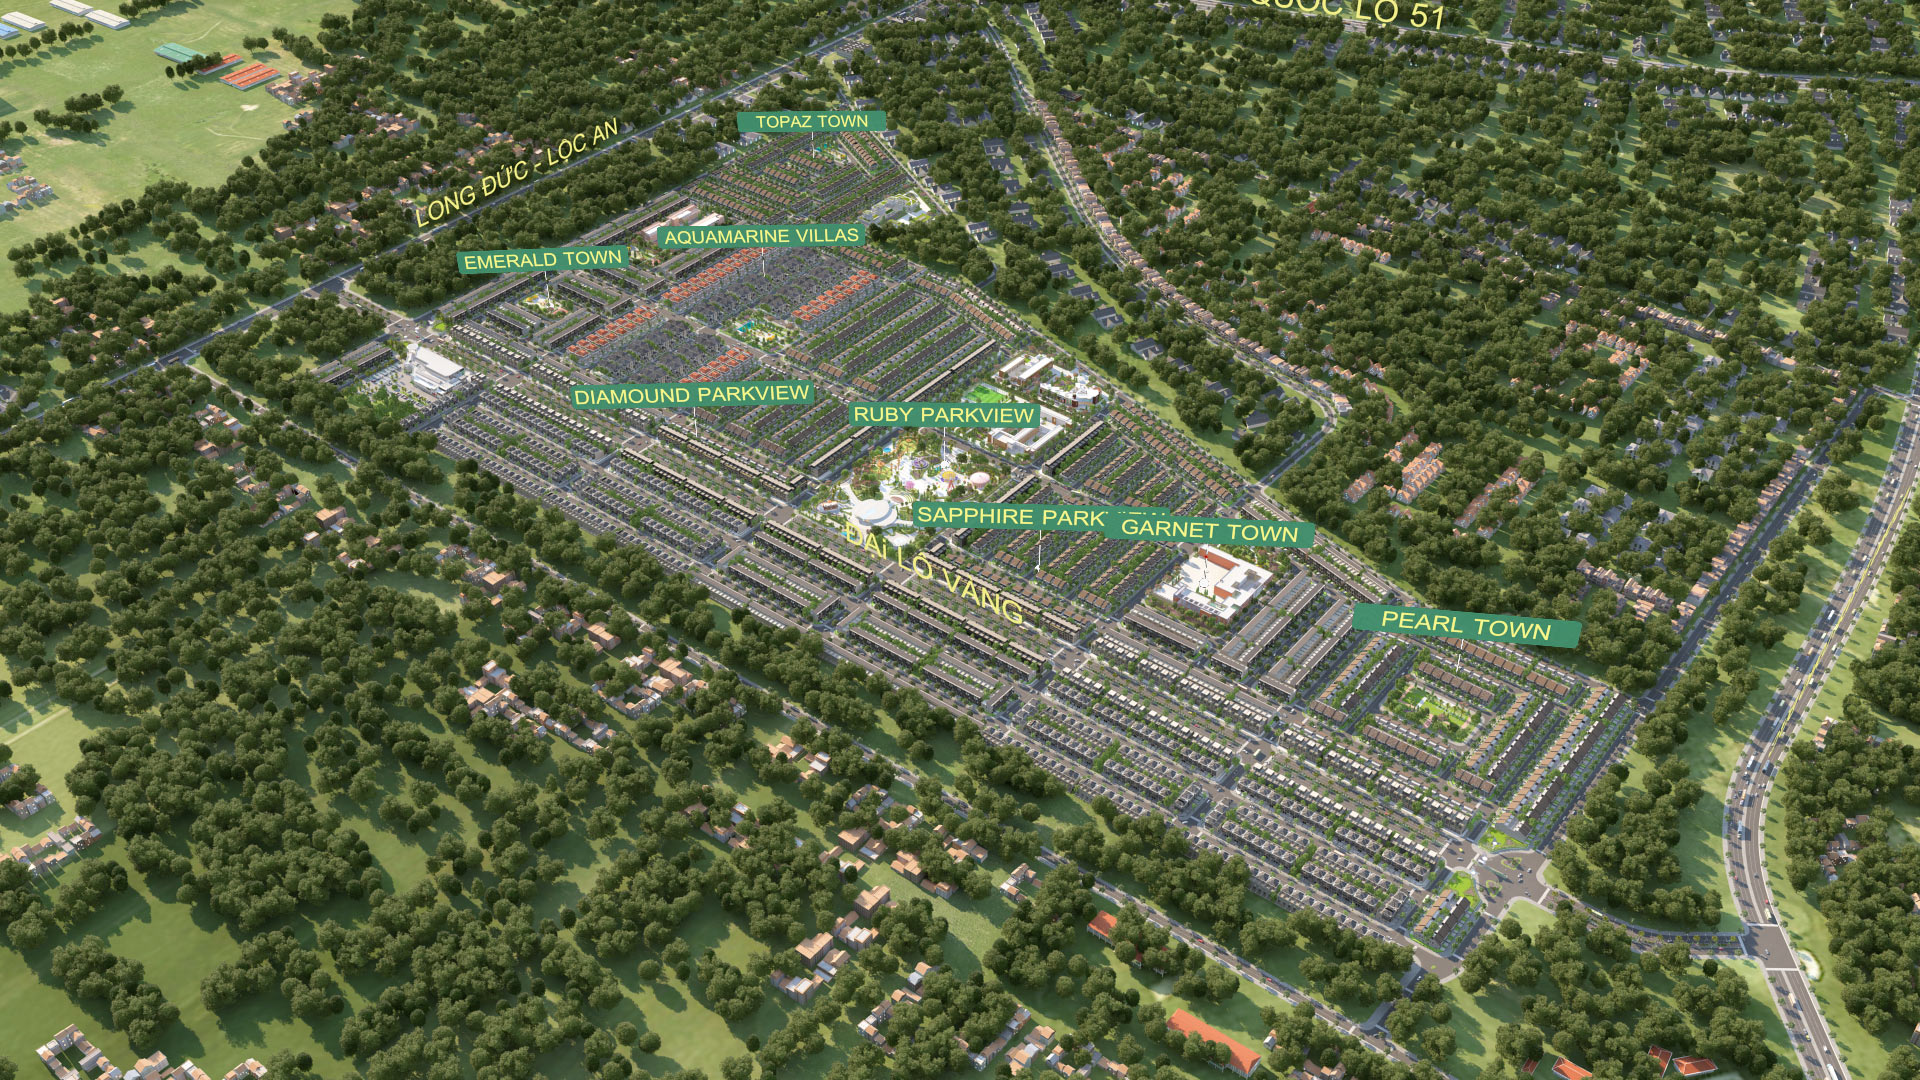 QUỐC LỘ 51
TOPAZ TOWN
LONG ĐỨC - LỘC AN
AQUAMARINE VILLAS
EMERALD TOWN
DIAMOUND PARKVIEW
RUBY PARKVIEW
SAPPHIRE PARK
GARNET TOWN
ĐẠI LỘ VÀNG
PEARL TOWN